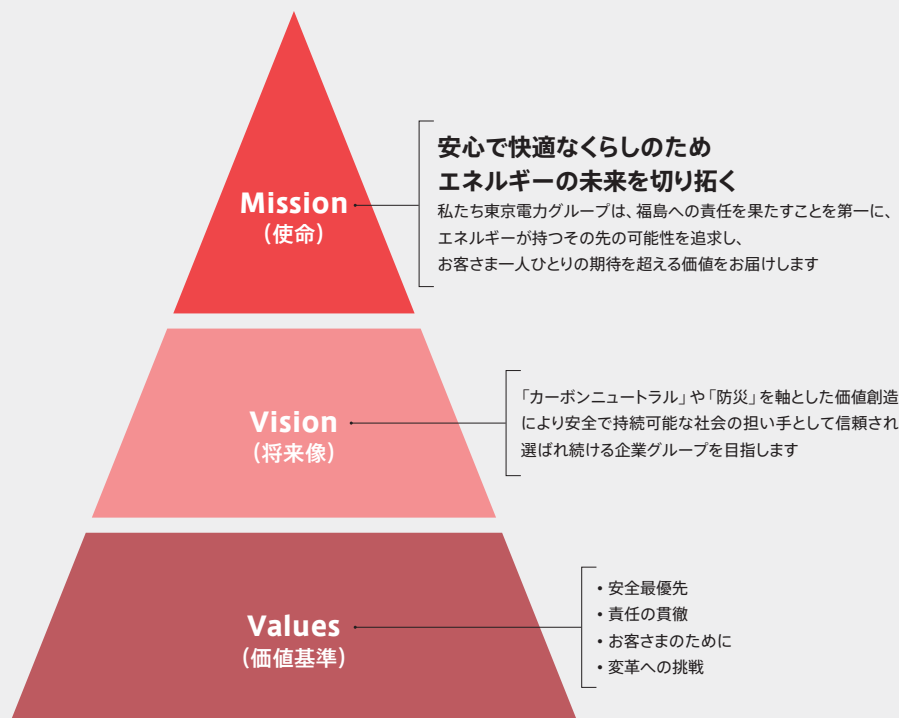 Mission
(使命)
安心で快適なくらしのため
エネルギーの未来を切り拓く
私たち東京電力グループは、福島への責任を果たすことを第一に、
エネルギーが持つその先の可能性を追求し、
お客さま一人ひとりの期待を超える価値をお届けします
Vision
(将来像)
「カーボンニュートラル」や「防災」を軸とした価値創造
により安全で持続可能な社会の担い手として信頼され
選ばれ続ける企業グループを目指します
Values
(価値基準)
・安全最優先
・責任の貫徹
・お客さまのために
・変革への挑戦